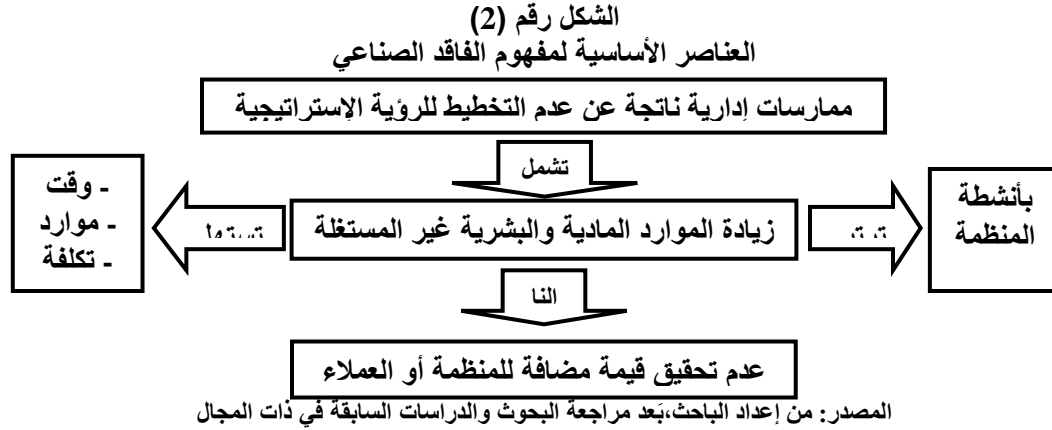 الشكل رقم (2)
العناصر الأساسية لمفهوم الفاقد الصناعي
ممارسات إدارية ناتجة عن عدم التخطيط للرؤية الإستراتيجية
تشمل
بأنشطة
المنظمة
زيادة الموارد المادية والبشرية غير المستغلة
- وقت
- موارد
- تكلفة
النا
عدم تحقيق قيمة مضافة للمنظمة أو العملاء
المصدر: من إعداد الباحث،بَعد مراجعة البحوث والدراسات السابقة في ذات المجال